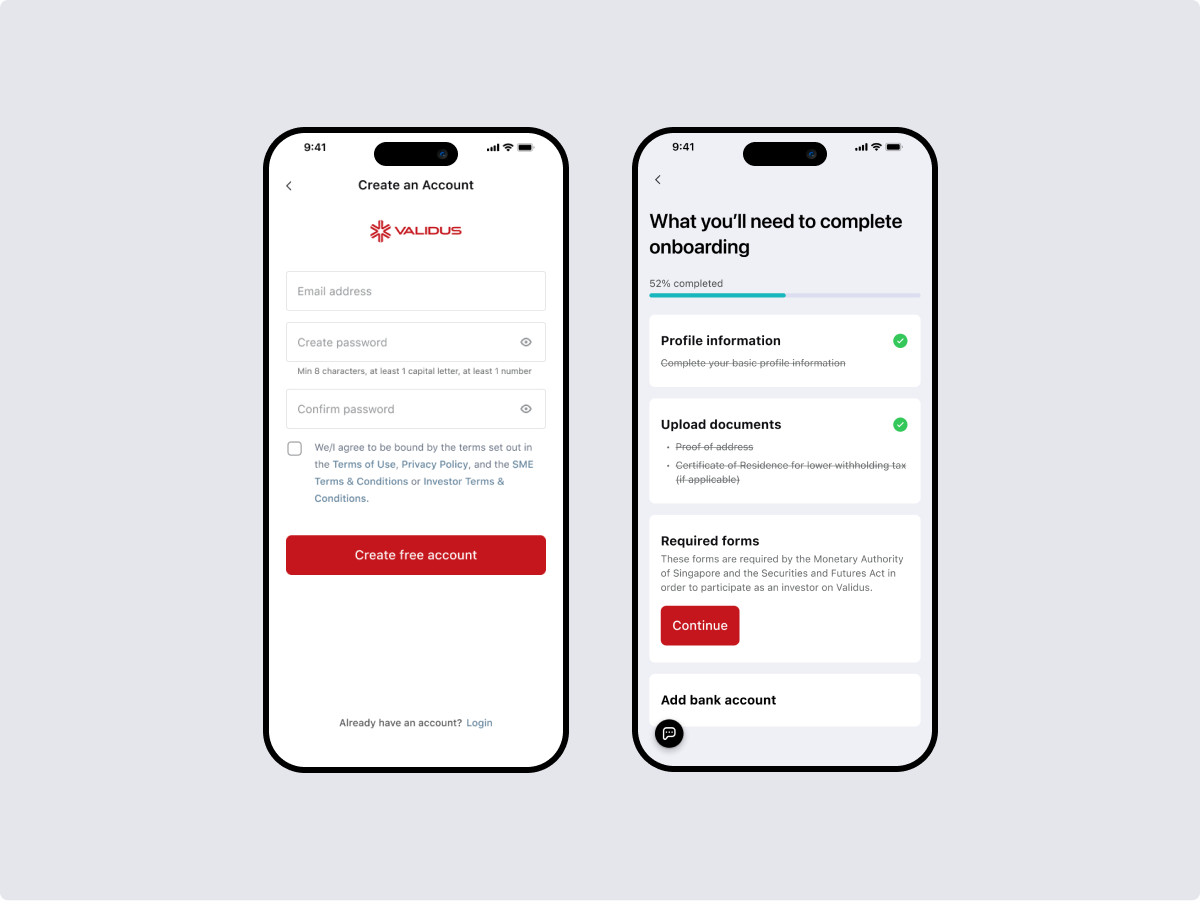 9:41
Create an Account
VALIDUS
Email address
Create password
Min 8 characters, at least 1 capital letter, at least 1 number
Confirm password
We/I agree to be bound by the terms set out in
the Terms of Use, Privacy Policy, and the SME
Terms & Conditions or Investor Terms &
Conditions.
Create free account
Already have an account? Login
9:41
What you’ll need to complete
onboarding
52% completed
Profile information
Complete your basic profile information
Upload documents
• Proof of address
• Certificate of Residence for lower withholding tax
(if applicable)
Required forms
These forms are required by the Monetary Authority
of Singapore and the Securities and Futures Act in
order to participate as an investor on Validus.
Continue
Add bank account